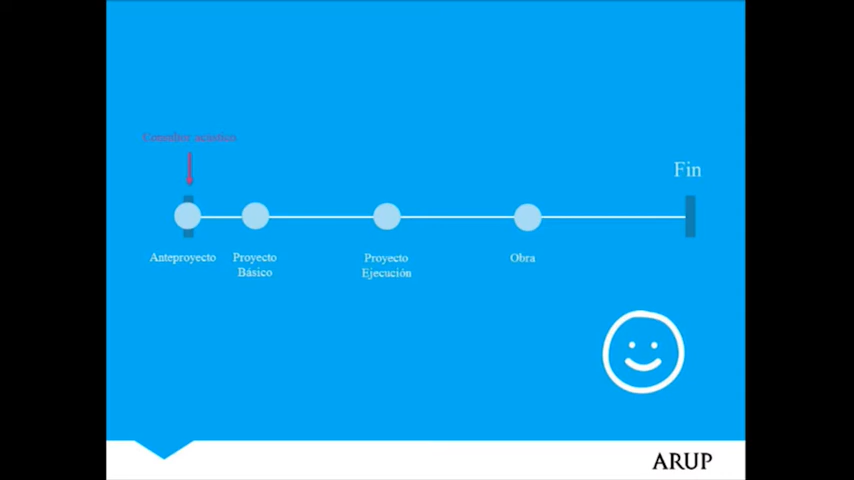 Fin
Anteproyecto
Proyecto
Básico
Proyecto
Ejecución
Obra
ARUP